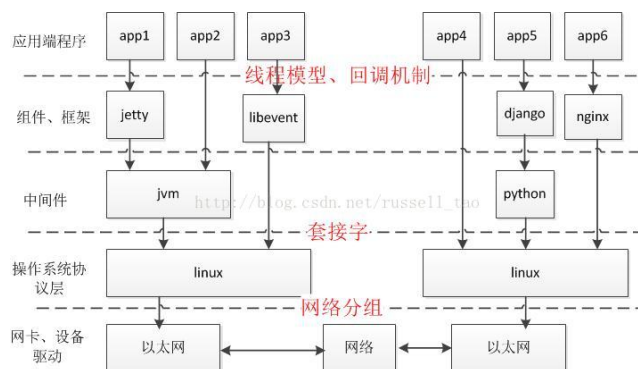 应用端程序 app1 app2 app3 app4 app5 app6
线程模型、回调机制
组件、框架 jetty libevent django nginx
中间件 jvm python
http://blog.csdn.net/russell_tao
套接字
操作系统协议层 linux linux
网络分组
网卡、设备驱动 以太网 网络 以太网